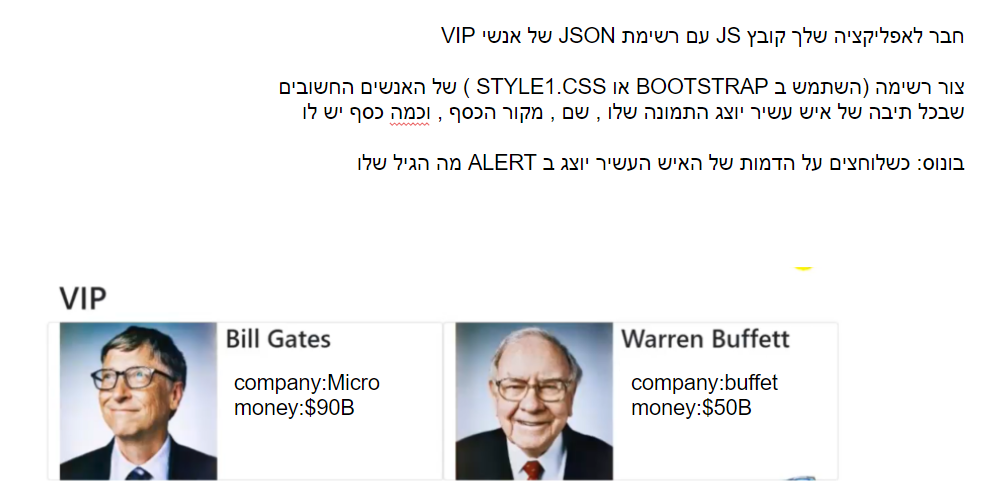 חבר לאפליקציה שלך קובץ JS עם רשימת JSON של אנשי VIP
צור רשימה (השתמש ב BOOTSTRAP או STYLE1.CSS ) של האנשים החשובים
שבכל תיבה של איש עשיר יוצג התמונה שלו , שם , מקור הכסף , וכמה כסף יש לו
בונוס: כשלוחצים על הדמות של האיש העשיר יוצג ב ALERT מה הגיל שלו
VIP
Bill Gates
company:Micro
money:$90B
Warren Buffett
company:buffet
money:$50B